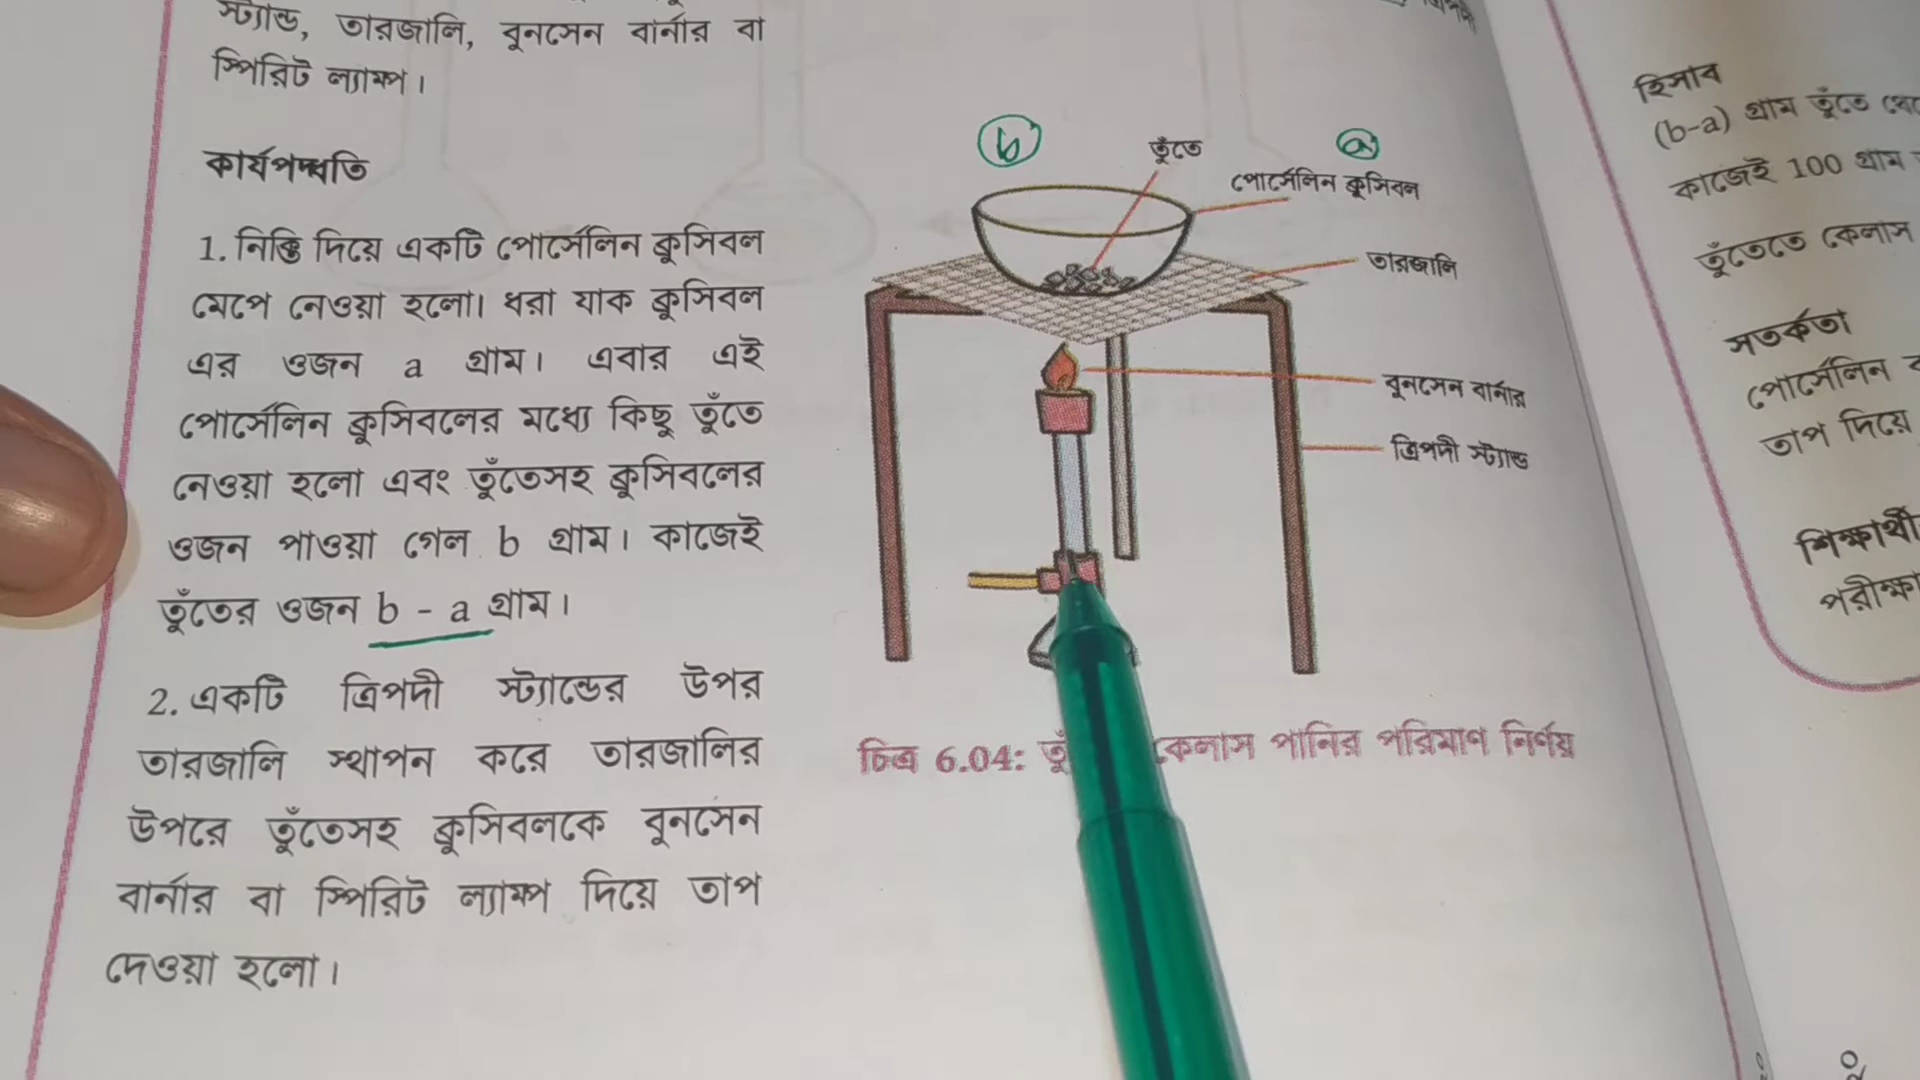 স্ট্যান্ড, তারজালি, বুনসেন বার্নার বা
স্পিরিট ল্যাম্প।
কার্যপদ্ধতি
1. নিক্তি দিয়ে একটি পোর্সেলিন ক্রুসিবল
মেপে নেওয়া হলো। ধরা যাক ক্রুসিবল
এর ওজন a গ্রাম। এবার এই
পোর্সেলিন ক্রুসিবলের মধ্যে কিছু তুঁতে
নেওয়া হলো এবং তুঁতেসহ ক্রুসিবলের
ওজন পাওয়া গেল b গ্রাম। কাজেই
তুঁতের ওজন b - a গ্রাম।
2. একটি ত্রিপদী স্ট্যান্ডের উপর
তারজালি স্থাপন করে তারজালির
উপরে তুঁতেসহ ক্রুসিবলকে বুনসেন
বার্নার বা স্পিরিট ল্যাম্প দিয়ে তাপ
দেওয়া হলো।
b
a
তুঁতে
পোর্সেলিন ক্রুসিবল
তারজালি
বুনসেন বার্নার
ত্রিপদী স্ট্যান্ড
চিত্র 6.04: কেলাস পানির পরিমাণ নির্ণয়
হিসাব
(b-a) গ্রাম তুঁতে
কাজেই 100 গ্রাম
তুঁতেতে কেলাস
সতর্কতা
পোর্সেলিন
তাপ দিয়ে
শিক্ষার্থী
পরীক্ষা